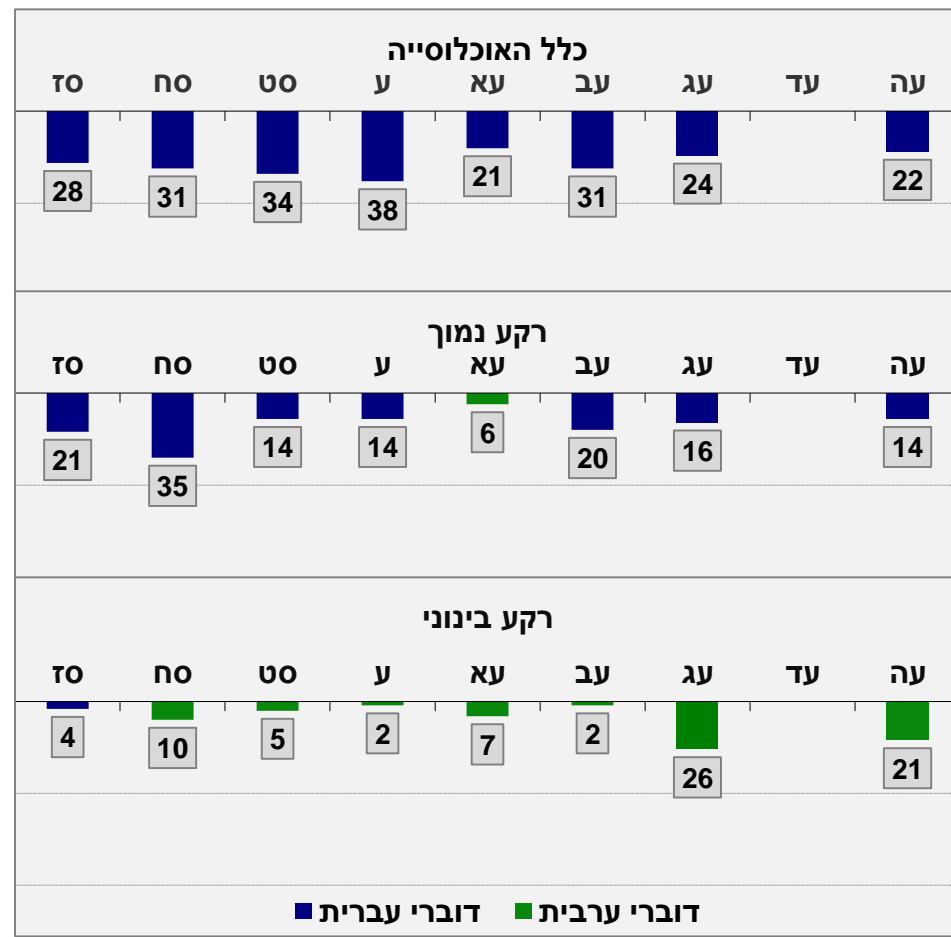 כלל האוכלוסייה
סז סח סט ע עא עב עג עד עה
28 31 34 38 21 31 24 22
רקע נמוך
סז סח סט ע עא עב עג עד עה
21 35 14 14 6 20 16 14
רקע בינוני
סז סח סט ע עא עב עג עד עה
4 10 5 2 7 2 26 21
דוברי עברית דוברי ערבית